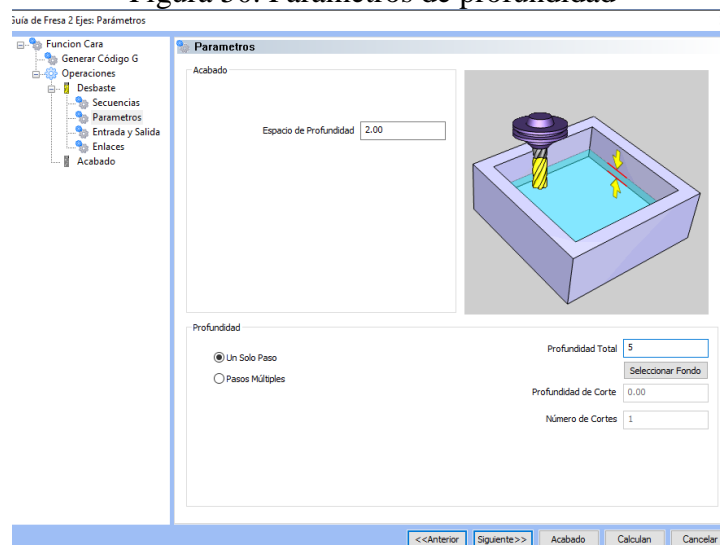 Figura 36. Parámetros de profundidad
Guía de Fresa 2 Ejes: Parámetros
Funcion Cara
Generar Código G
Operaciones
Desbaste
Secuencias
Parametros
Entrada y Salida
Enlaces
Acabado
Parametros
Acabado
Espacio de Profundidad 2.00
Profundidad
Un Solo Paso
Pasos Múltiples
Profundidad Total 5
Seleccionar Fondo
Profundidad de Corte 0.00
Número de Cortes 1
<<Anterior Siguiente>> Acabado Calculan Cancelar